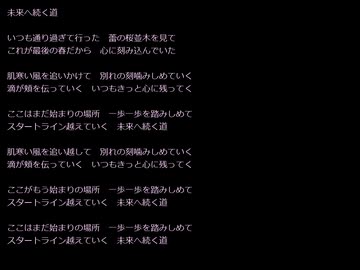 未来へ続く道
いつも通り過ぎて行った　蕾の桜並木を見て
これが最後の春だから　心に刻み込んでいた
肌寒い風を追いかけて　別れの刻噛みしめていく
滴が頬を伝っていく　いつもきっと心に残ってく
ここはまだ始まりの場所　一歩一歩を踏みしめて
スタートライン越えていく　未来へ続く道
肌寒い風を追い越して　別れの刻噛みしめていく
滴が頬を伝っていく　いつもきっと心に残ってく
ここがもう始まりの場所　一歩一歩を踏みしめて
スタートライン越えていく　未来へ続く道
ここはまだ始まりの場所　一歩一歩を踏みしめて
スタートライン越えていく　未来へ続く道